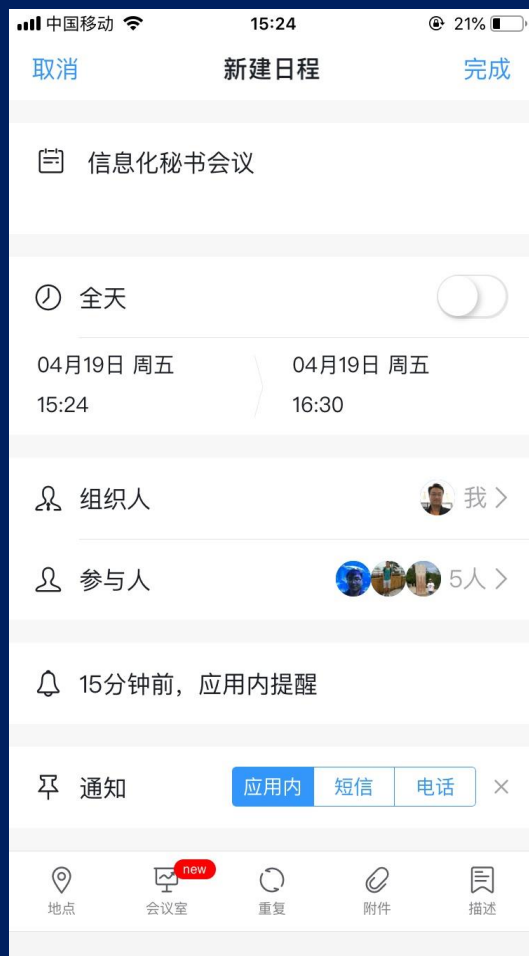 中国移动 15:24 21%
取消 新建日程 完成
信息化秘书会议
全天
04月19日 周五 04月19日 周五
15:24 16:30
组织人 我
参与人 5人
15分钟前，应用内提醒
通知 应用内 短信 电话
new
地点 会议室 重复 附件 描述